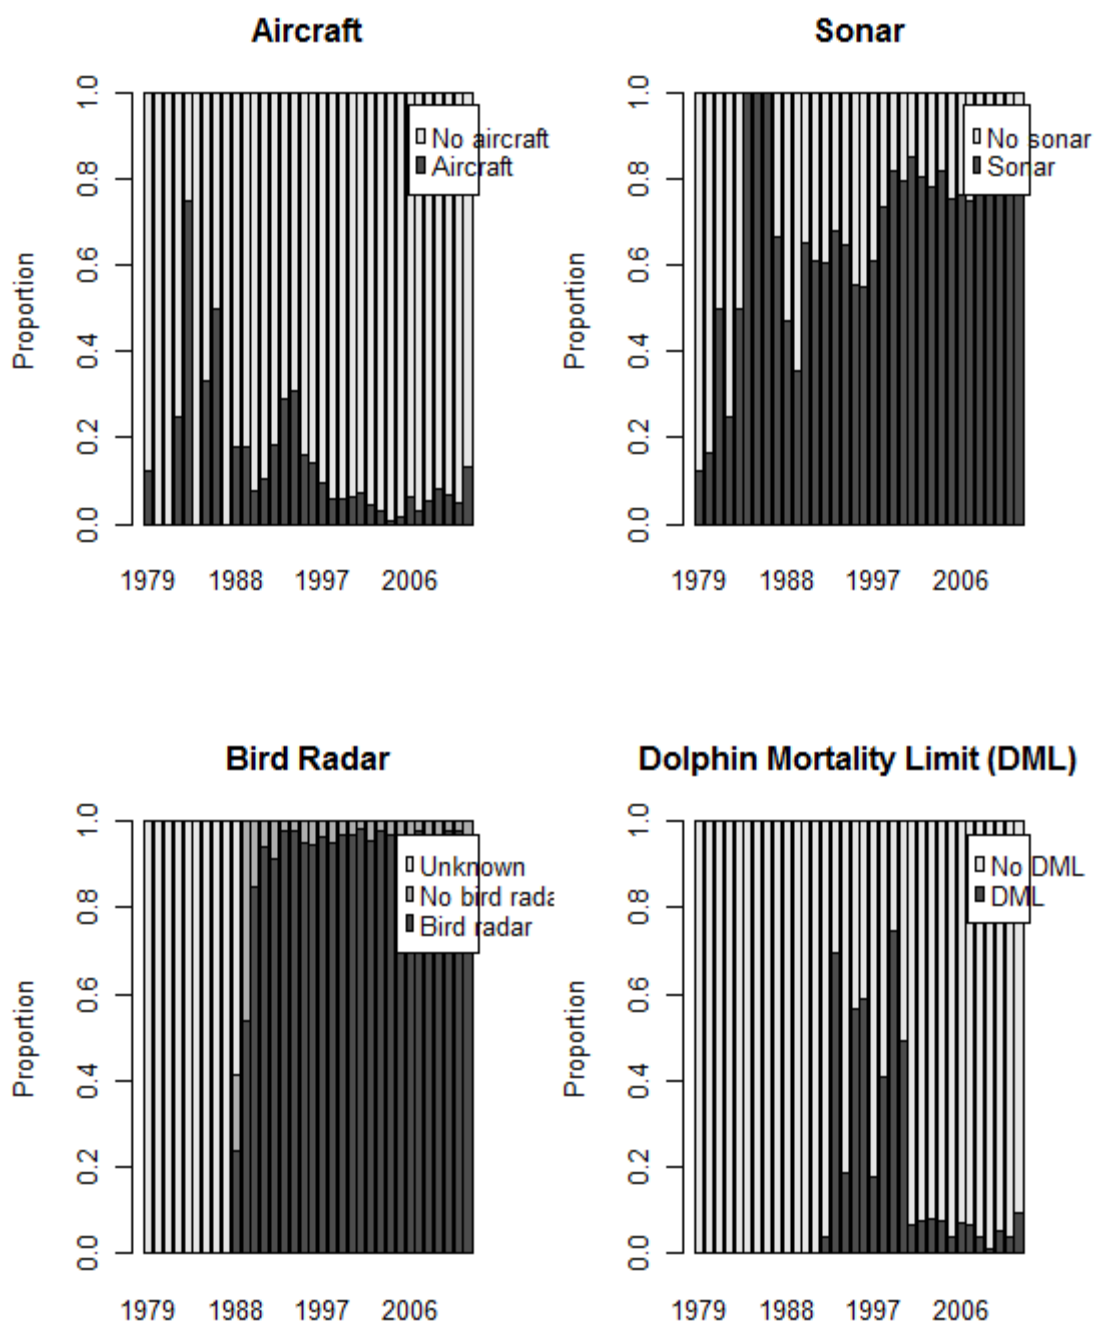 Aircraft
Proportion
0.0 0.2 0.4 0.6 0.8 1.0
No aircraft
Aircraft
1979 1988 1997 2006
Sonar
Proportion
0.0 0.2 0.4 0.6 0.8 1.0
No sonar
Sonar
1979 1988 1997 2006
Bird Radar
Proportion
0.0 0.2 0.4 0.6 0.8 1.0
Unknown
No bird rada
Bird radar
1979 1988 1997 2006
Dolphin Mortality Limit (DML)
Proportion
0.0 0.2 0.4 0.6 0.8 1.0
No DML
DML
1979 1988 1997 2006